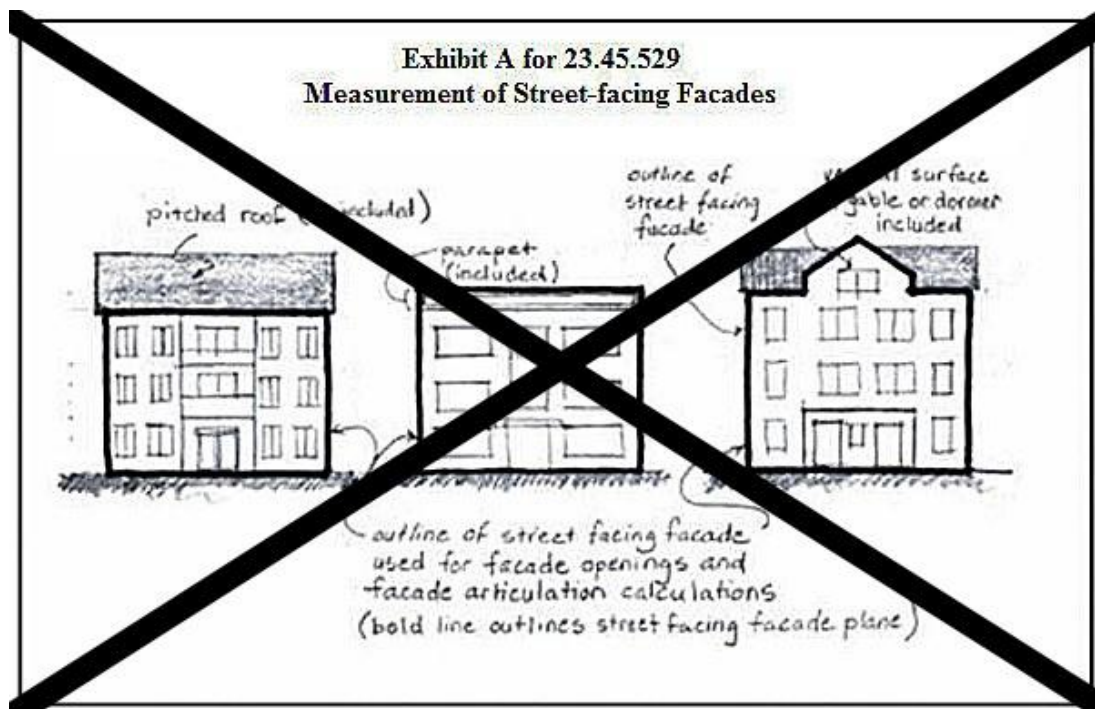 Exhibit A for 23.45.529
Measurement of Street-facing Facades
pitched roof ( included)
parapet
(included)
outline of
street facing
facade
surface
gable or dormer
included
outline of street facing facade
used for facade openings and
facade articulation calculations
(bold line outlines street facing facade plane)